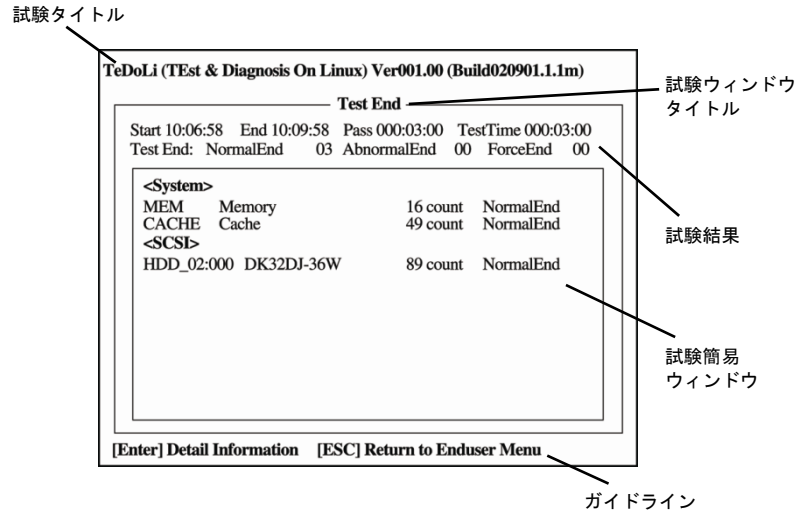 試験タイトル
TeDoLi (TEst & Diagnosis On Linux) Ver001.00 (Build020901.1.1m)
試験ウィンドウ
タイトル
Test End
Start 10:06:58 End 10:09:58 Pass 000:03:00 TestTime 000:03:00
Test End: NormalEnd 03 AbnormalEnd 00 ForceEnd 00
試験結果
<System>
MEM Memory 16 count NormalEnd
CACHE Cache 49 count NormalEnd
<SCSI>
HDD_02:000 DK32DJ-36W 89 count NormalEnd
試験簡易
ウィンドウ
[Enter] Detail Information [ESC] Return to Enduser Menu
ガイドライン